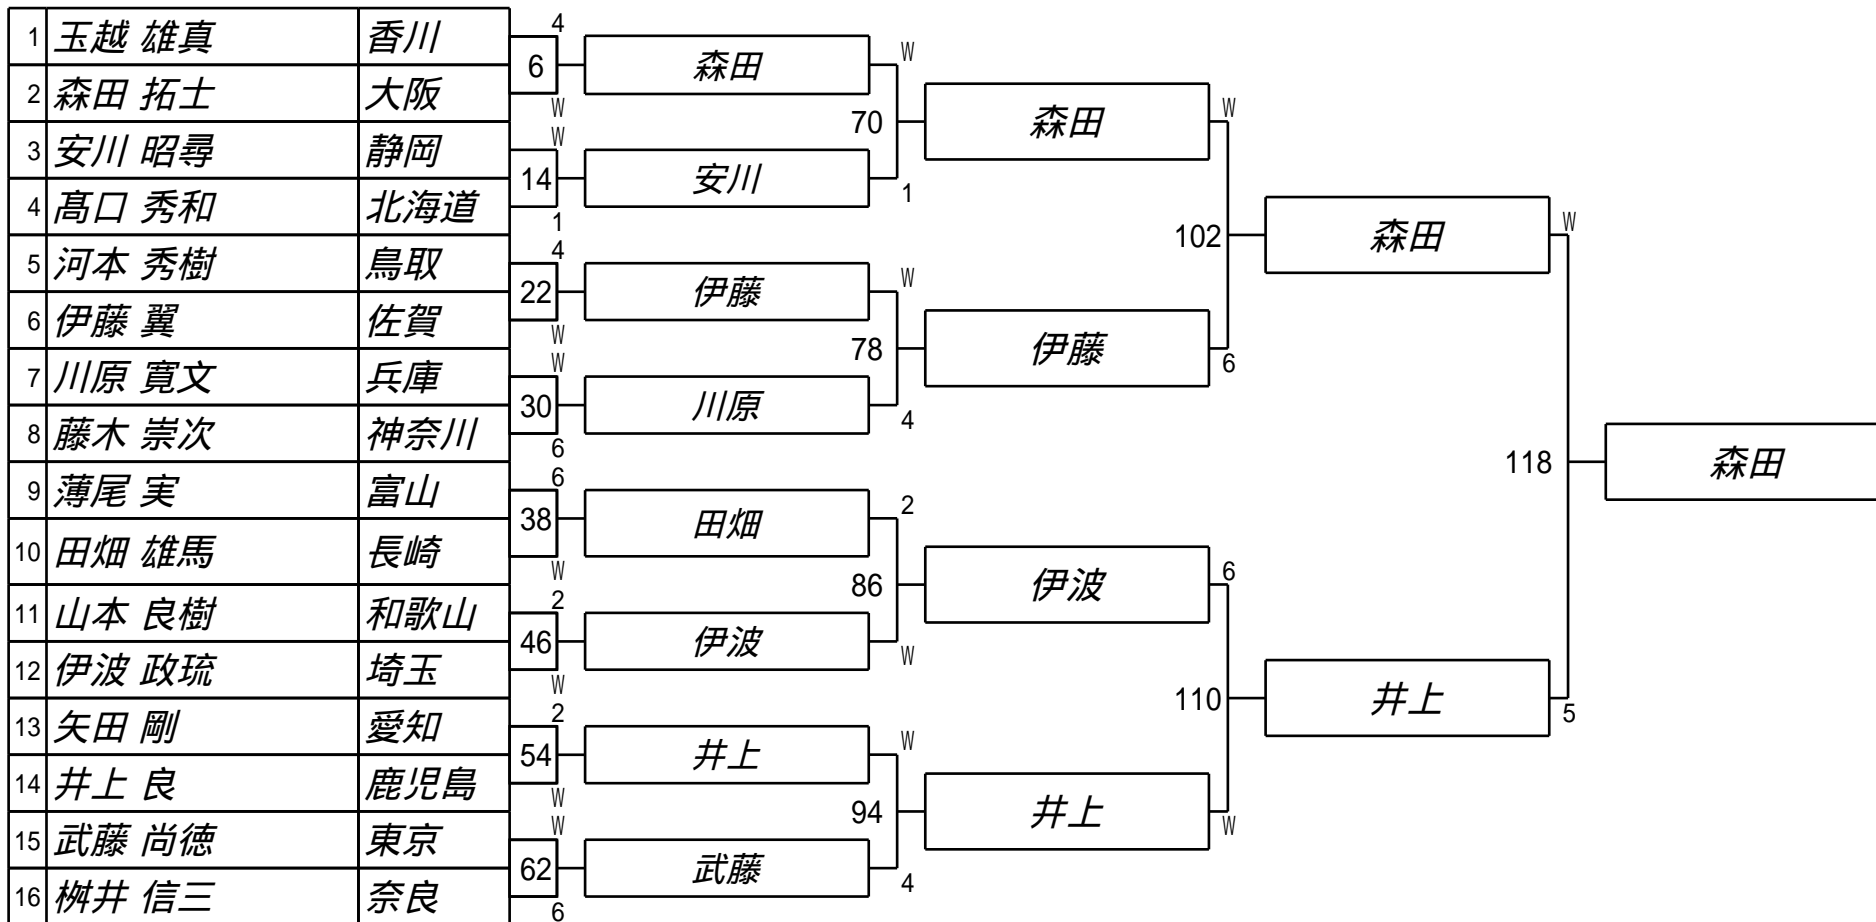 1 玉越 雄真 香川
2 森田 拓士 大阪
3 安川 昭尋 静岡
4 髙口 秀和 北海道
5 河本 秀樹 鳥取
6 伊藤 翼 佐賀
7 川原 寛文 兵庫
8 藤木 崇次 神奈川
9 薄尾 実 富山
10 田畑 雄馬 長崎
11 山本 良樹 和歌山
12 伊波 政琉 埼玉
13 矢田 剛 愛知
14 井上 良 鹿児島
15 武藤 尚徳 東京
16 桝井 信三 奈良
4
6
W
W
14
1
4
22
W
W
30
6
6
38
W
2
46
W
2
54
W
W
62
6
森田 W
70
安川 1
伊藤 W
78
川原 4
田畑 2
86
伊波 W
井上 W
94
武藤 4
森田 W
102
伊藤 6
伊波 6
110
井上 W
森田 W
118
井上 5
森田